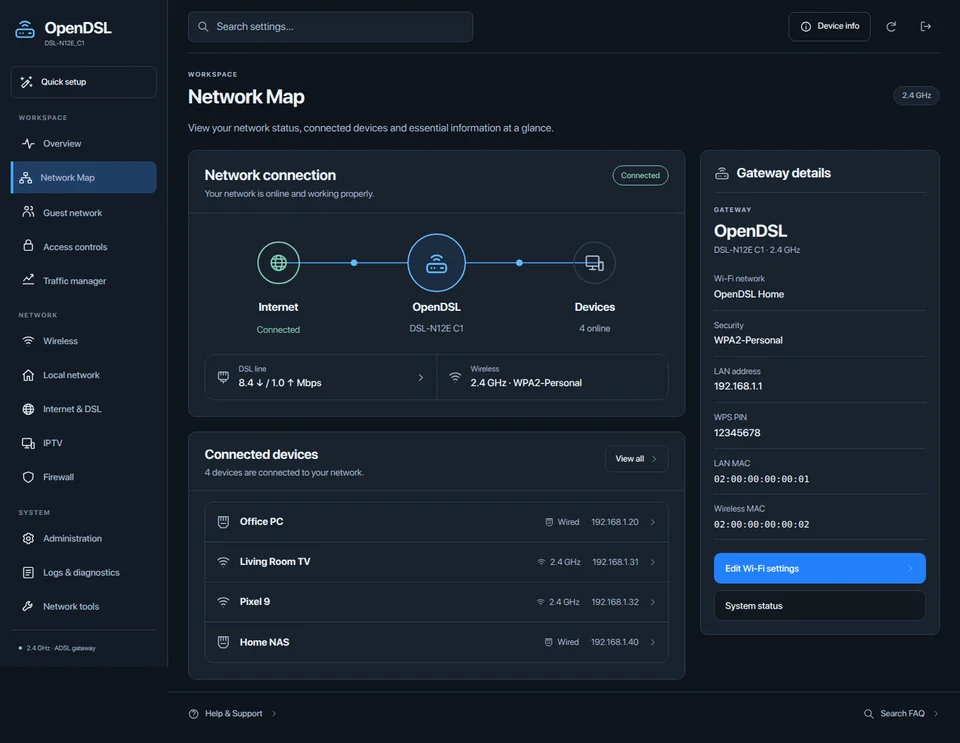 OpenDSL
DSL-N12E_C1
Quick setup
WORKSPACE
Overview
Network Map
Guest network
Access controls
Traffic manager
NETWORK
Wireless
Local network
Internet & DSL
IPTV
Firewall
SYSTEM
Administration
Logs & diagnostics
Network tools
2.4 GHz · ADSL gateway
Search settings...
Device info
WORKSPACE
Network Map
2.4 GHz
View your network status, connected devices and essential information at a glance.
Network connection
Your network is online and working properly.
Connected
Internet
Connected
OpenDSL
DSL-N12E C1
Devices
4 online
DSL line
8.4 ↓ / 1.0 ↑ Mbps
Wireless
2.4 GHz · WPA2-Personal
Connected devices
4 devices are connected to your network.
View all
Office PC Wired 192.168.1.20
Living Room TV 2.4 GHz 192.168.1.31
Pixel 9 2.4 GHz 192.168.1.32
Home NAS Wired 192.168.1.40
Gateway details
GATEWAY
OpenDSL
DSL-N12E C1 · 2.4 GHz
Wi-Fi network
OpenDSL Home
Security
WPA2-Personal
LAN address
192.168.1.1
WPS PIN
12345678
LAN MAC
02:00:00:00:00:01
Wireless MAC
02:00:00:00:00:02
Edit Wi-Fi settings
System status
Help & Support
Search FAQ